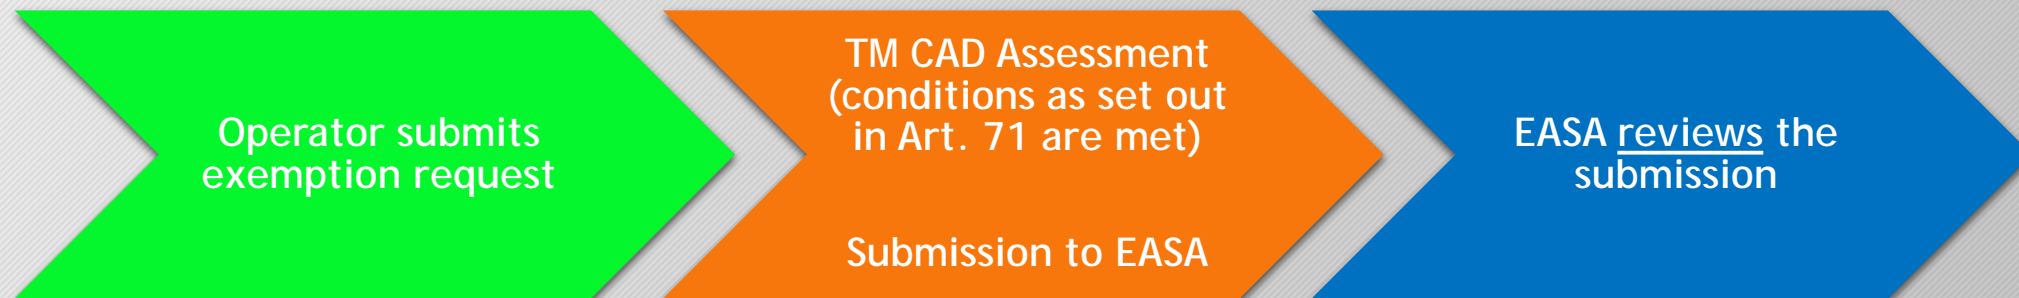 Operator submits
exemption request
TM CAD Assessment
(conditions as set out
in Art. 71 are met)
Submission to EASA
EASA reviews the
submission